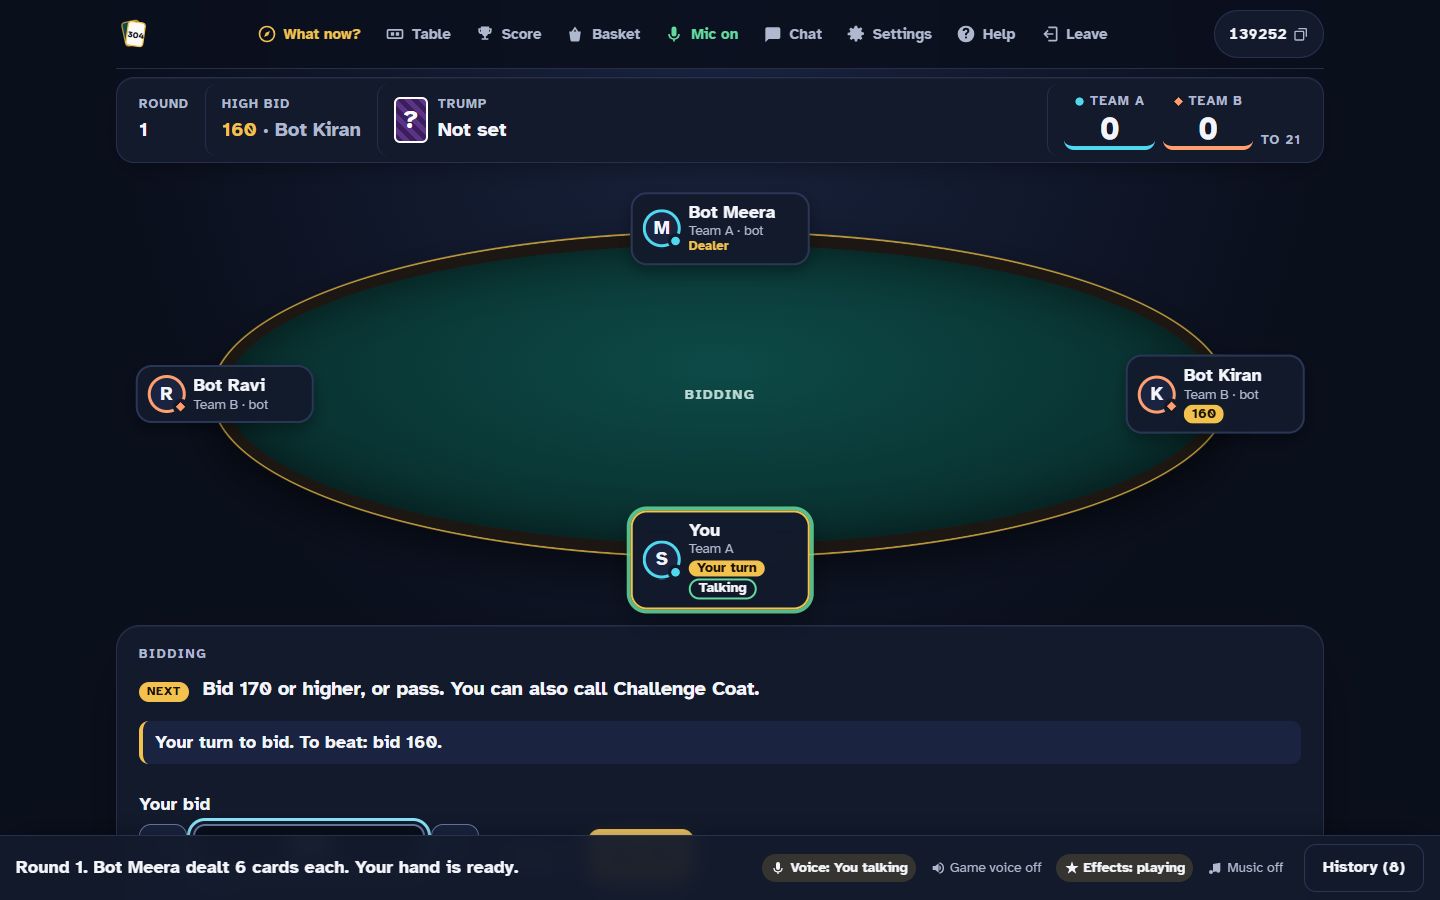 304
What now?
Table
Score
Basket
Mic on
Chat
Settings
Help
Leave
139252
ROUND
1
HIGH BID
160 · Bot Kiran
?
TRUMP
Not set
TEAM A
0
TEAM B
0
TO 21
M
Bot Meera
Team A · bot
Dealer
R
Bot Ravi
Team B · bot
BIDDING
K
Bot Kiran
Team B · bot
160
S
You
Team A
Your turn
Talking
BIDDING
NEXT Bid 170 or higher, or pass. You can also call Challenge Coat.
Your turn to bid. To beat: bid 160.
Your bid
Round 1. Bot Meera dealt 6 cards each. Your hand is ready.
Voice: You talking
Game voice off
Effects: playing
Music off
History (8)